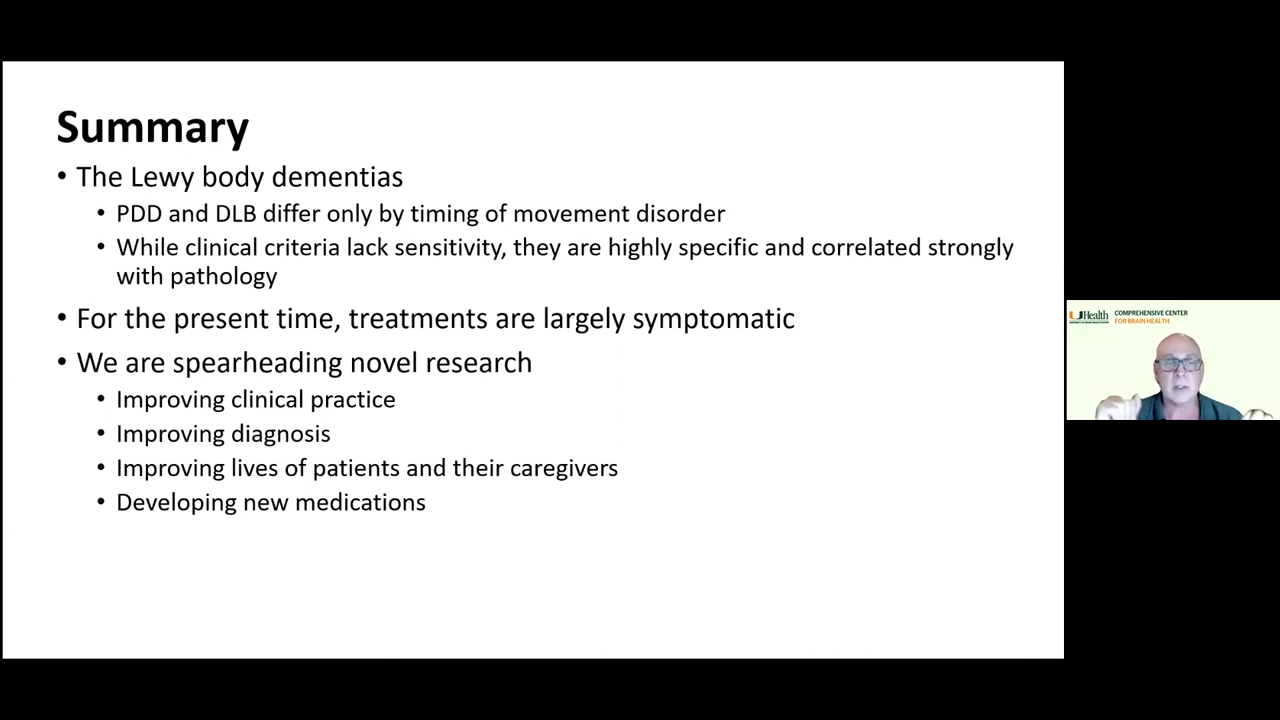 Summary
• The Lewy body dementias
• PDD and DLB differ only by timing of movement disorder
• While clinical criteria lack sensitivity, they are highly specific and correlated strongly
with pathology
• For the present time, treatments are largely symptomatic
• We are spearheading novel research
• Improving clinical practice
• Improving diagnosis
• Improving lives of patients and their caregivers
• Developing new medications
UHealth
COMPREHENSIVE CENTER
FOR BRAIN HEALTH